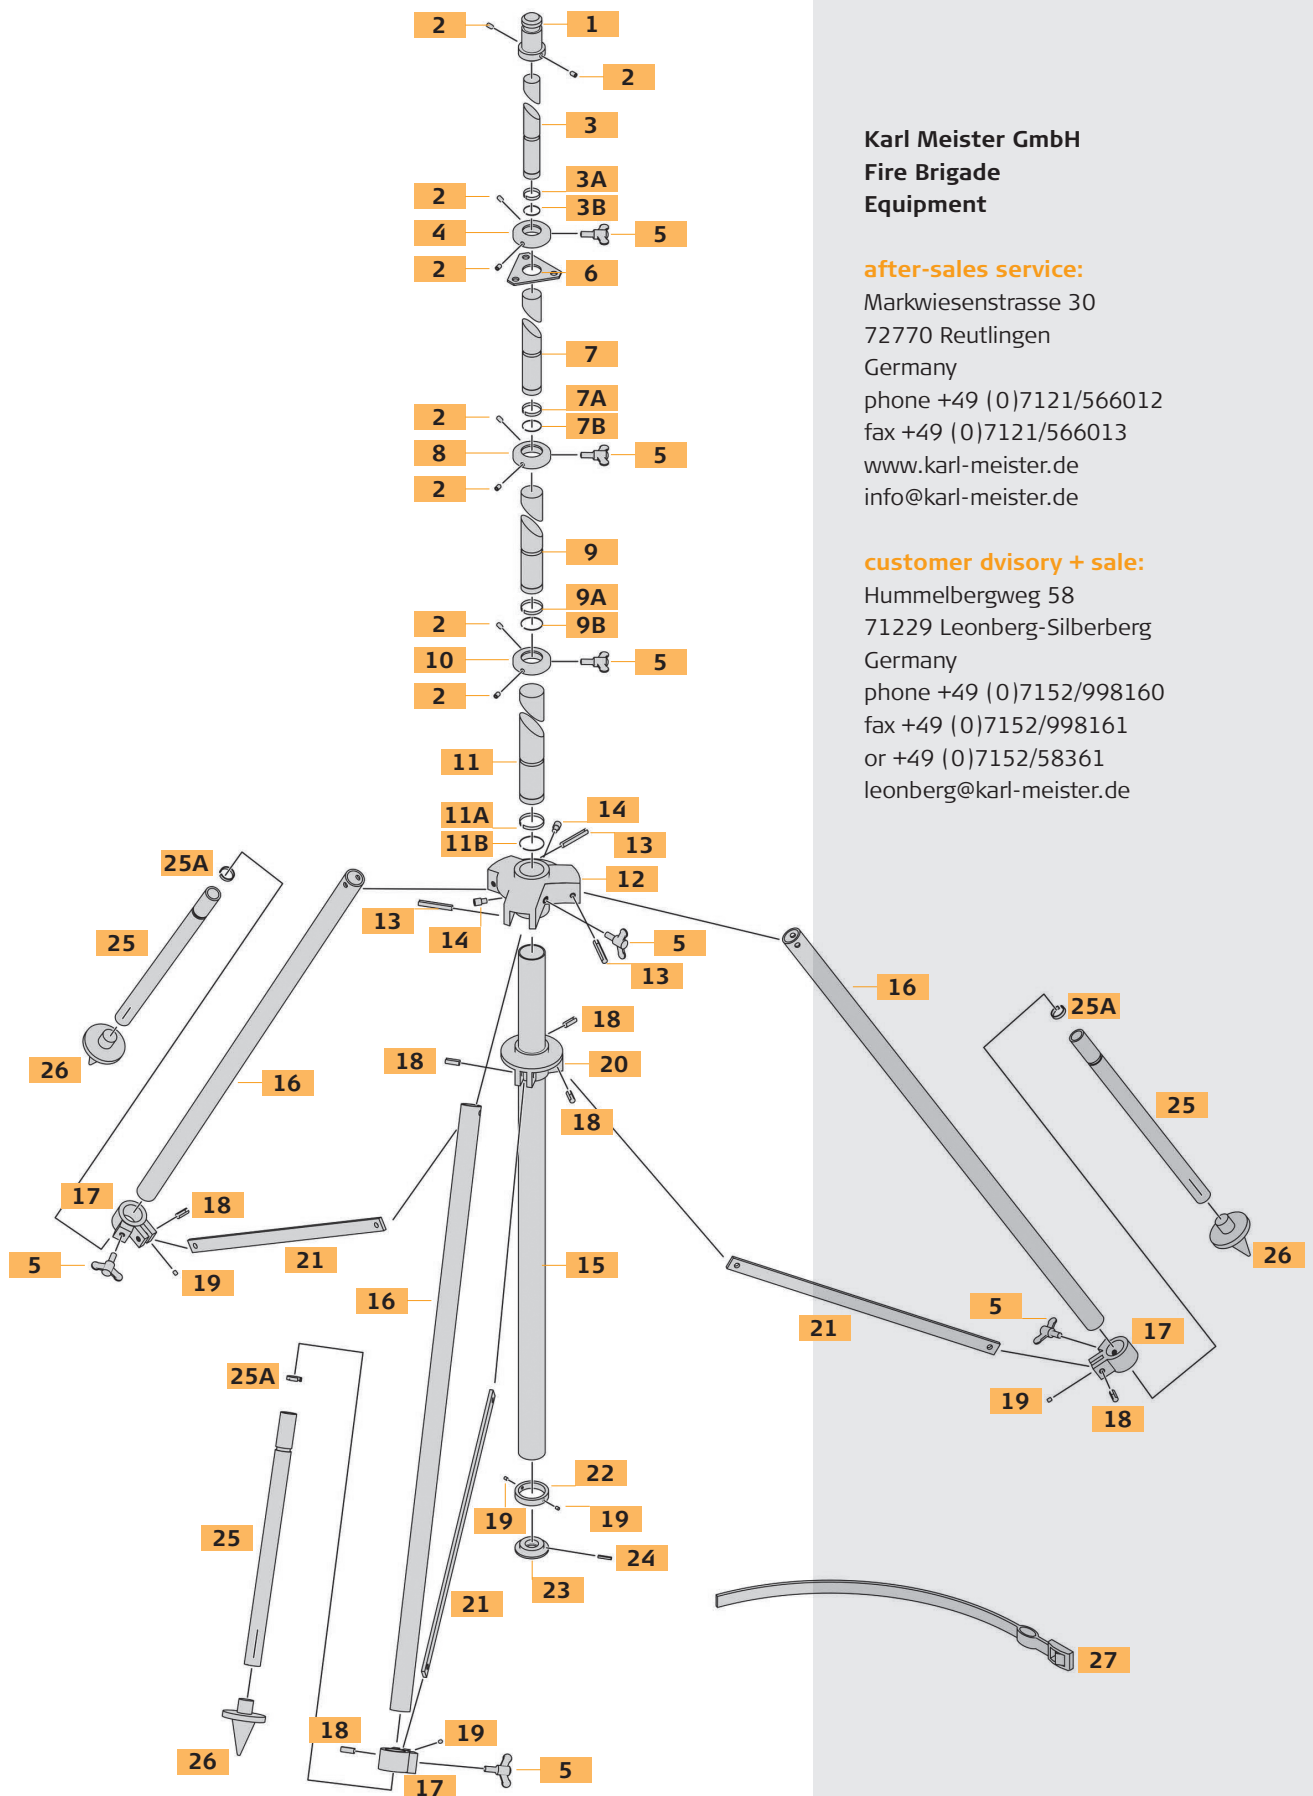 2
1
2
3
3A
2
3B
4
5
2
6
7
7A
2
7B
8
5
2
9
9A
2
9B
10
5
2
11
11A
14
11B
13
25A
12
13
14
5
25
13
16
25A
18
26
18
20
16
25
18
17
18
5
21
19
15
26
16
5
21
17
25A
19
18
22
19
19
25
24
23
21
27
18
19
26
5
17
Karl Meister GmbH
Fire Brigade
Equipment
after-sales service:
Markwiesenstrasse 30
72770 Reutlingen
Germany
phone +49 (0)7121/566012
fax +49 (0)7121/566013
www.karl-meister.de
info@karl-meister.de
customer dvisory + sale:
Hummelbergweg 58
71229 Leonberg-Silberberg
Germany
phone +49 (0)7152/998160
fax +49 (0)7152/998161
or +49 (0)7152/58361
leonberg@karl-meister.de